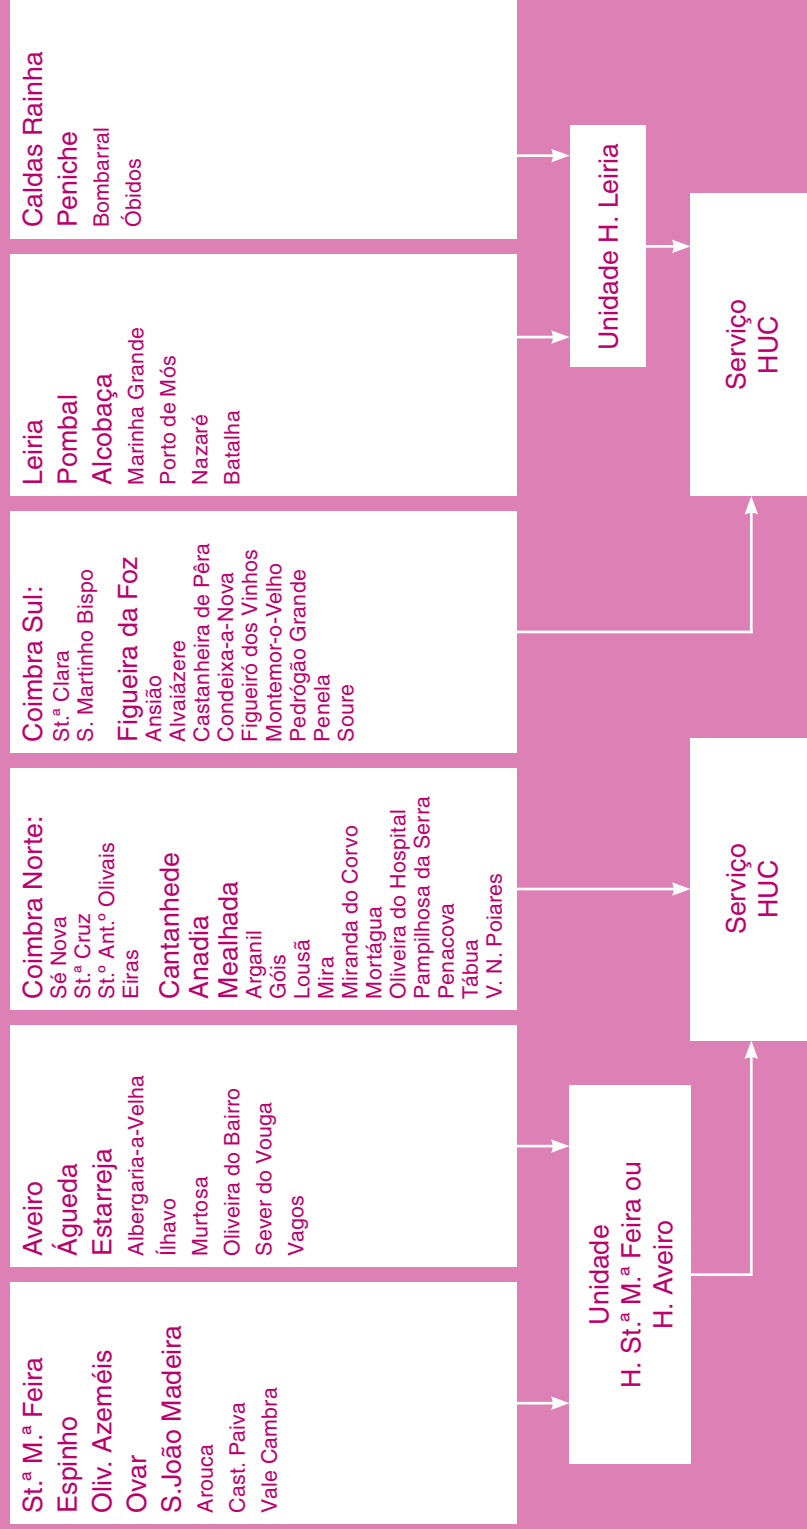 St.ª M.ª Feira
Espinho
Oliv. Azeméis
Ovar
S.João Madeira
Arouca
Cast. Paiva
Vale Cambra
Aveiro
Águeda
Estarreja
Albergaria-a-Velha
Ílhavo
Murtosa
Oliveira do Bairro
Sever do Vouga
Vagos
Coimbra Norte:
Sé Nova
St.ª Cruz
St.º Ant.º Olivais
Eiras
Cantanhede
Anadia
Mealhada
Arganil
Góis
Lousã
Mira
Miranda do Corvo
Mortágua
Oliveira do Hospital
Pampilhosa da Serra
Penacova
Tábua
V. N. Poiares
Coimbra Sul:
St.ª Clara
S. Martinho Bispo
Figueira da Foz
Ansião
Alvaiázere
Castanheira de Pêra
Condeixa-a-Nova
Figueiró dos Vinhos
Montemor-o-Velho
Pedrógão Grande
Penela
Soure
Leiria
Pombal
Alcobaça
Marinha Grande
Porto de Mós
Nazaré
Batalha
Caldas Rainha
Peniche
Bombarral
Óbidos
Unidade
H. St.ª M.ª Feira ou
H. Aveiro
Unidade H. Leiria
Serviço
HUC
Serviço
HUC